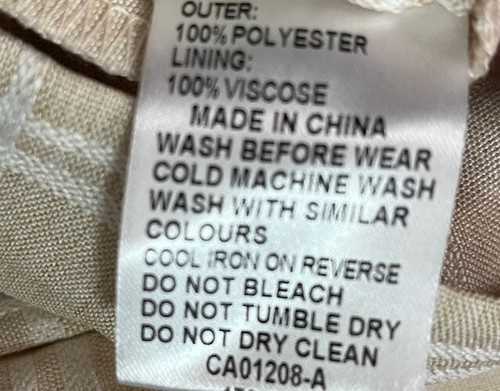 OUTER:
100% POLYESTER
LINING:
100% VISCOSE
MADE IN CHINA
WASH BEFORE WEAR
COLD MACHINE WASH
WASH WITH SIMILAR
COLOURS
COOL IRON ON REVERSE
DO NOT BLEACH
DO NOT TUMBLE DRY
DO NOT DRY CLEAN
CA01208-A